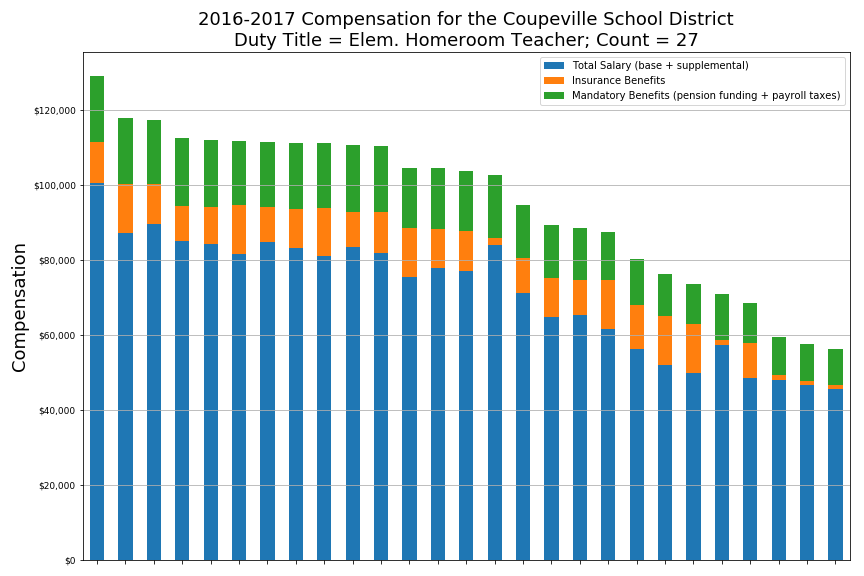 2016-2017 Compensation for the Coupeville School District
Duty Title = Elem. Homeroom Teacher; Count = 27
Total Salary (base + supplemental)
Insurance Benefits
Mandatory Benefits (pension funding + payroll taxes)
Compensation
$120,000
$100,000
$80,000
$60,000
$40,000
$20,000
$0